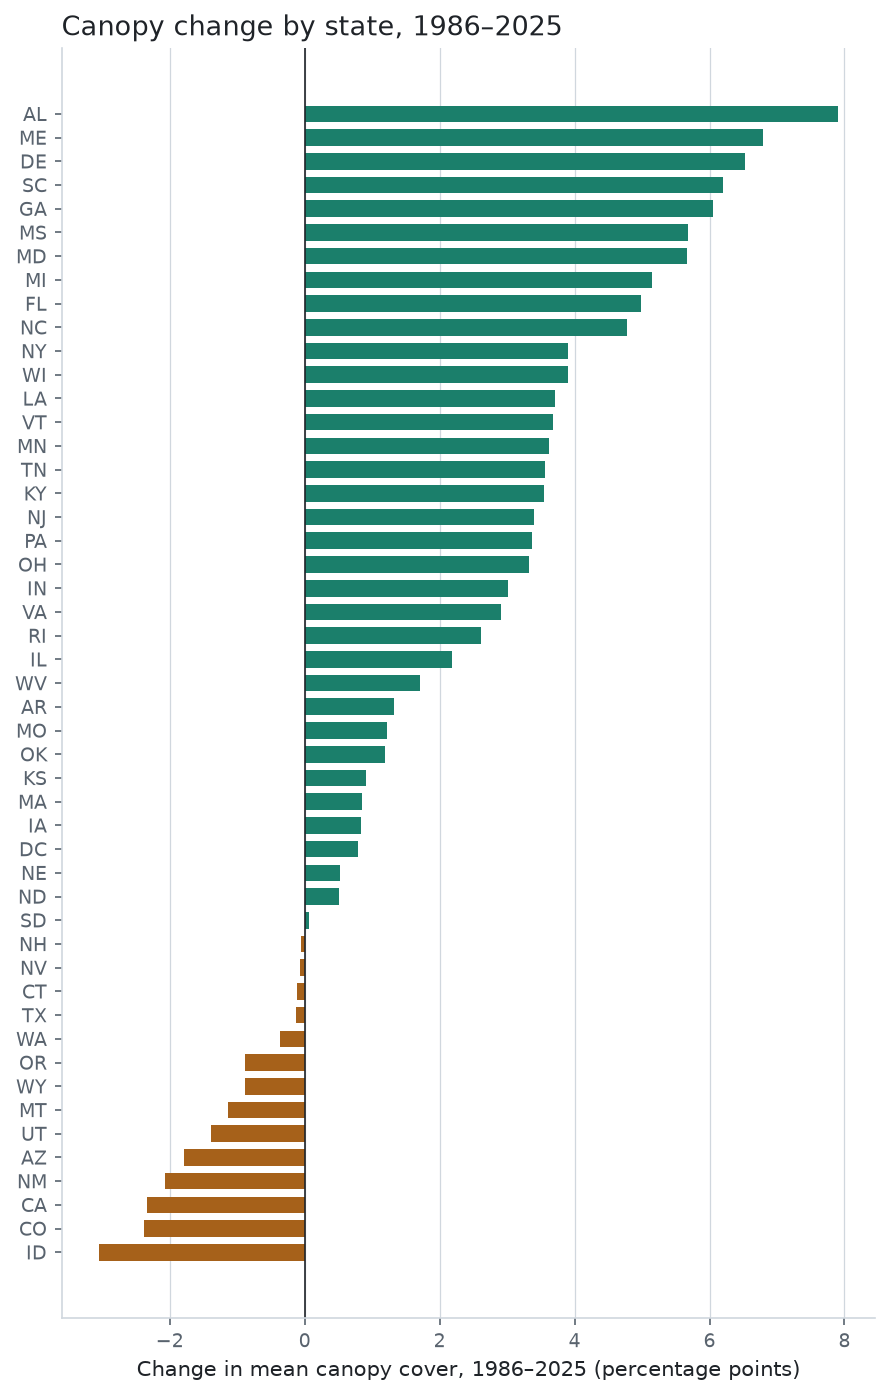 Canopy change by state, 1986–2025
AL
ME
DE
SC
GA
MS
MD
MI
FL
NC
NY
WI
LA
VT
MN
TN
KY
NJ
PA
OH
IN
VA
RI
IL
WV
AR
MO
OK
KS
MA
IA
DC
NE
ND
SD
NH
NV
CT
TX
WA
OR
WY
MT
UT
AZ
NM
CA
CO
ID
−2 0 2 4 6 8
Change in mean canopy cover, 1986–2025 (percentage points)